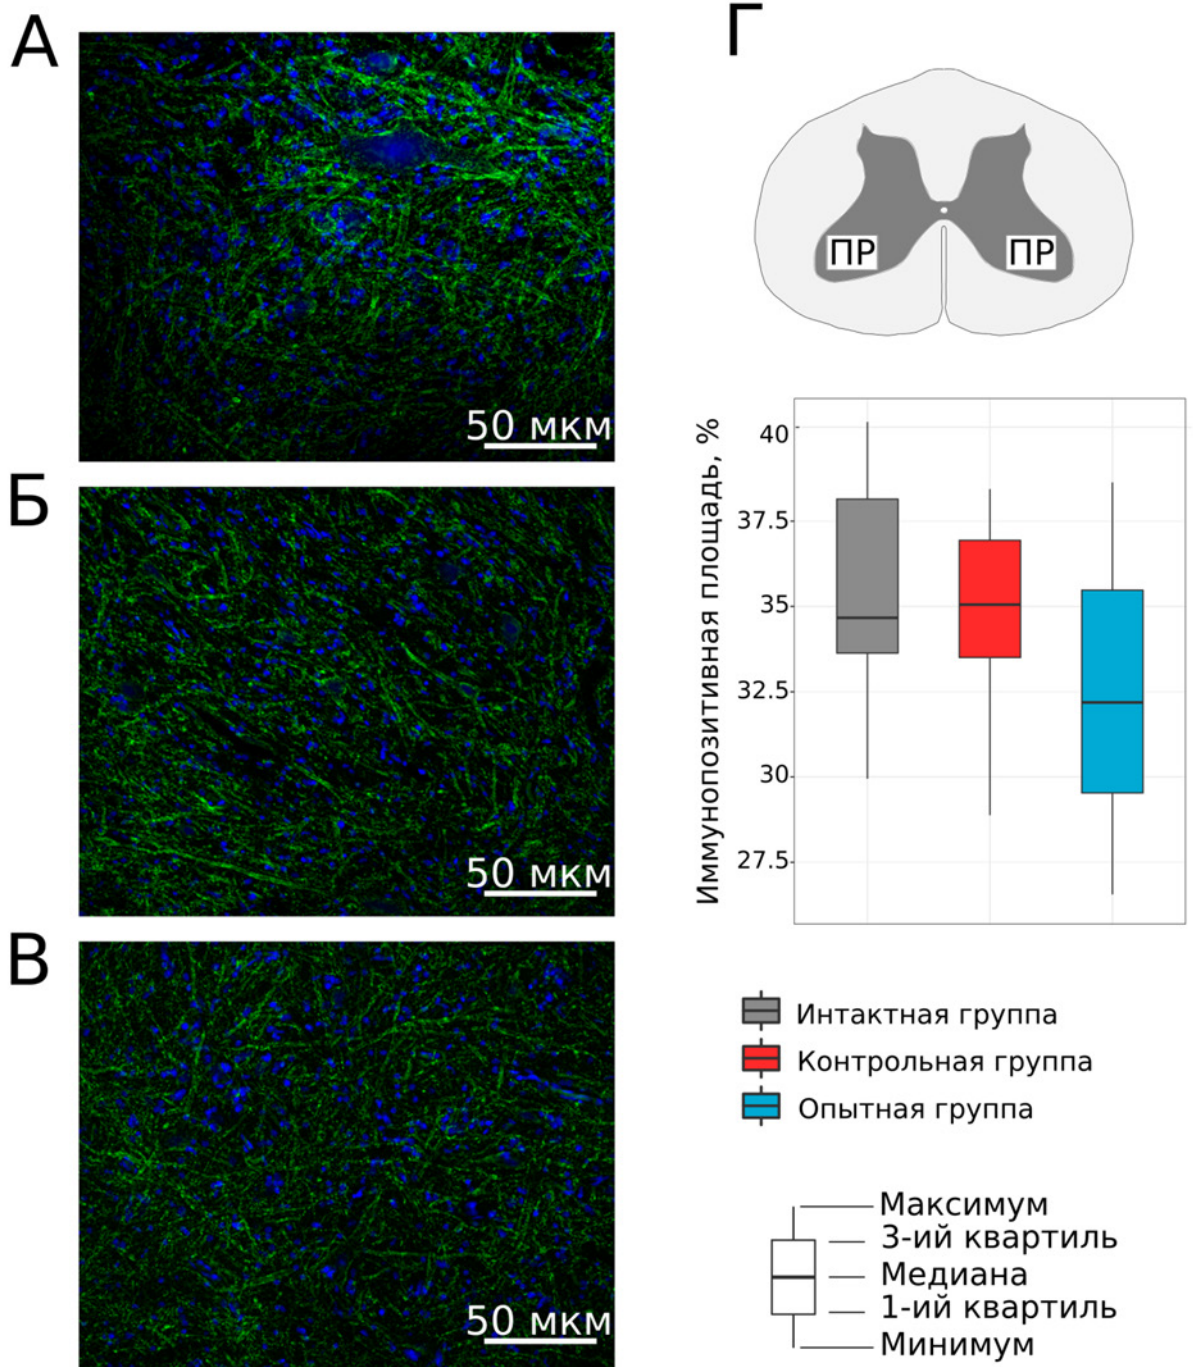 А
50 мкм
Б
50 мкм
В
50 мкм
Г
ПР
ПР
Иммунопозитивная площадь, %
40
37.5
35
32.5
30
27.5
Интактная группа
Контрольная группа
Опытная группа
Максимум
3-ий квартиль
Медиана
1-ий квартиль
Минимум